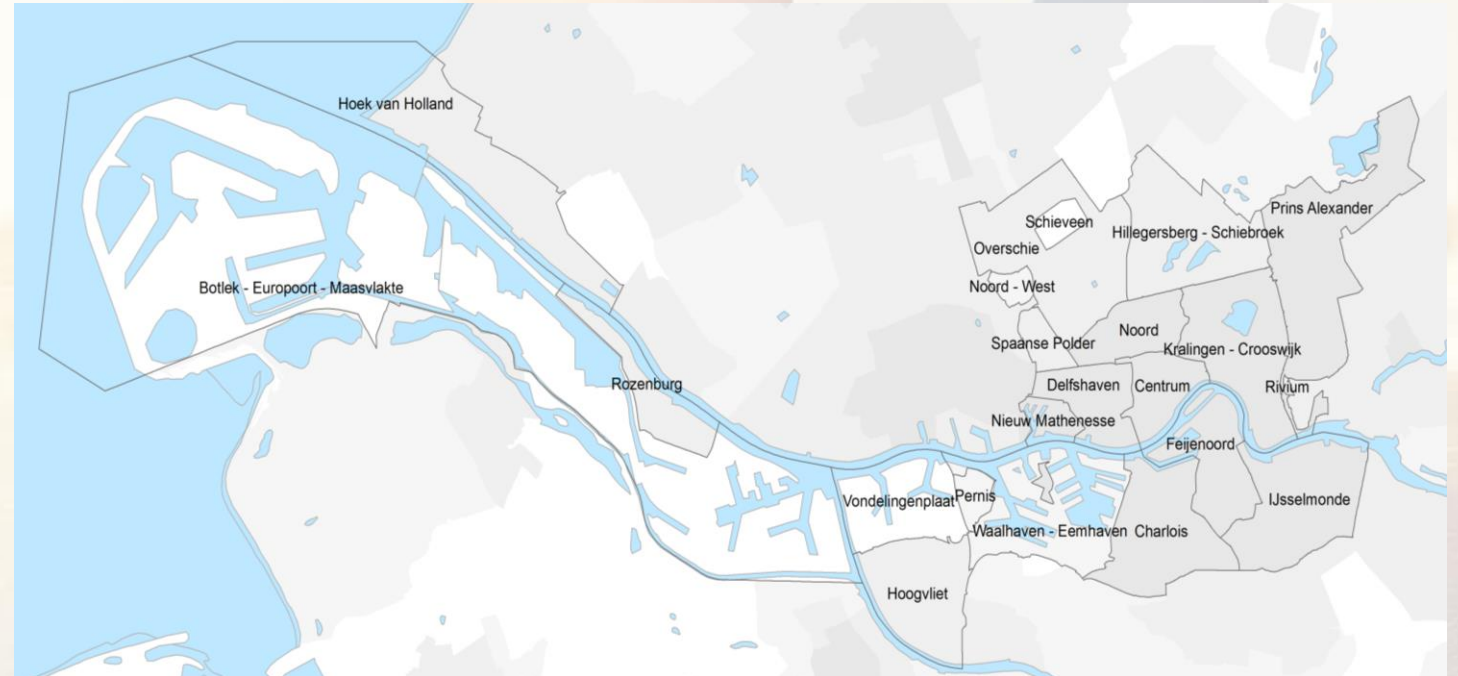 Hoek van Holland
Prins Alexander
Schieveen
Hillegersberg - Schiebroek
Overschie
Botlek - Europoort - Maasvlakte
Noord - West
Noord
Spaanse Polder
Kralingen - Crooswijk
Rozenburg
Delfshaven
Centrum
Rivium
Nieuw Mathenesse
Feijenoord
Vondelingenplaat
Pernis
IJsselmonde
Waalhaven - Eemhaven
Charlois
Hoogvliet